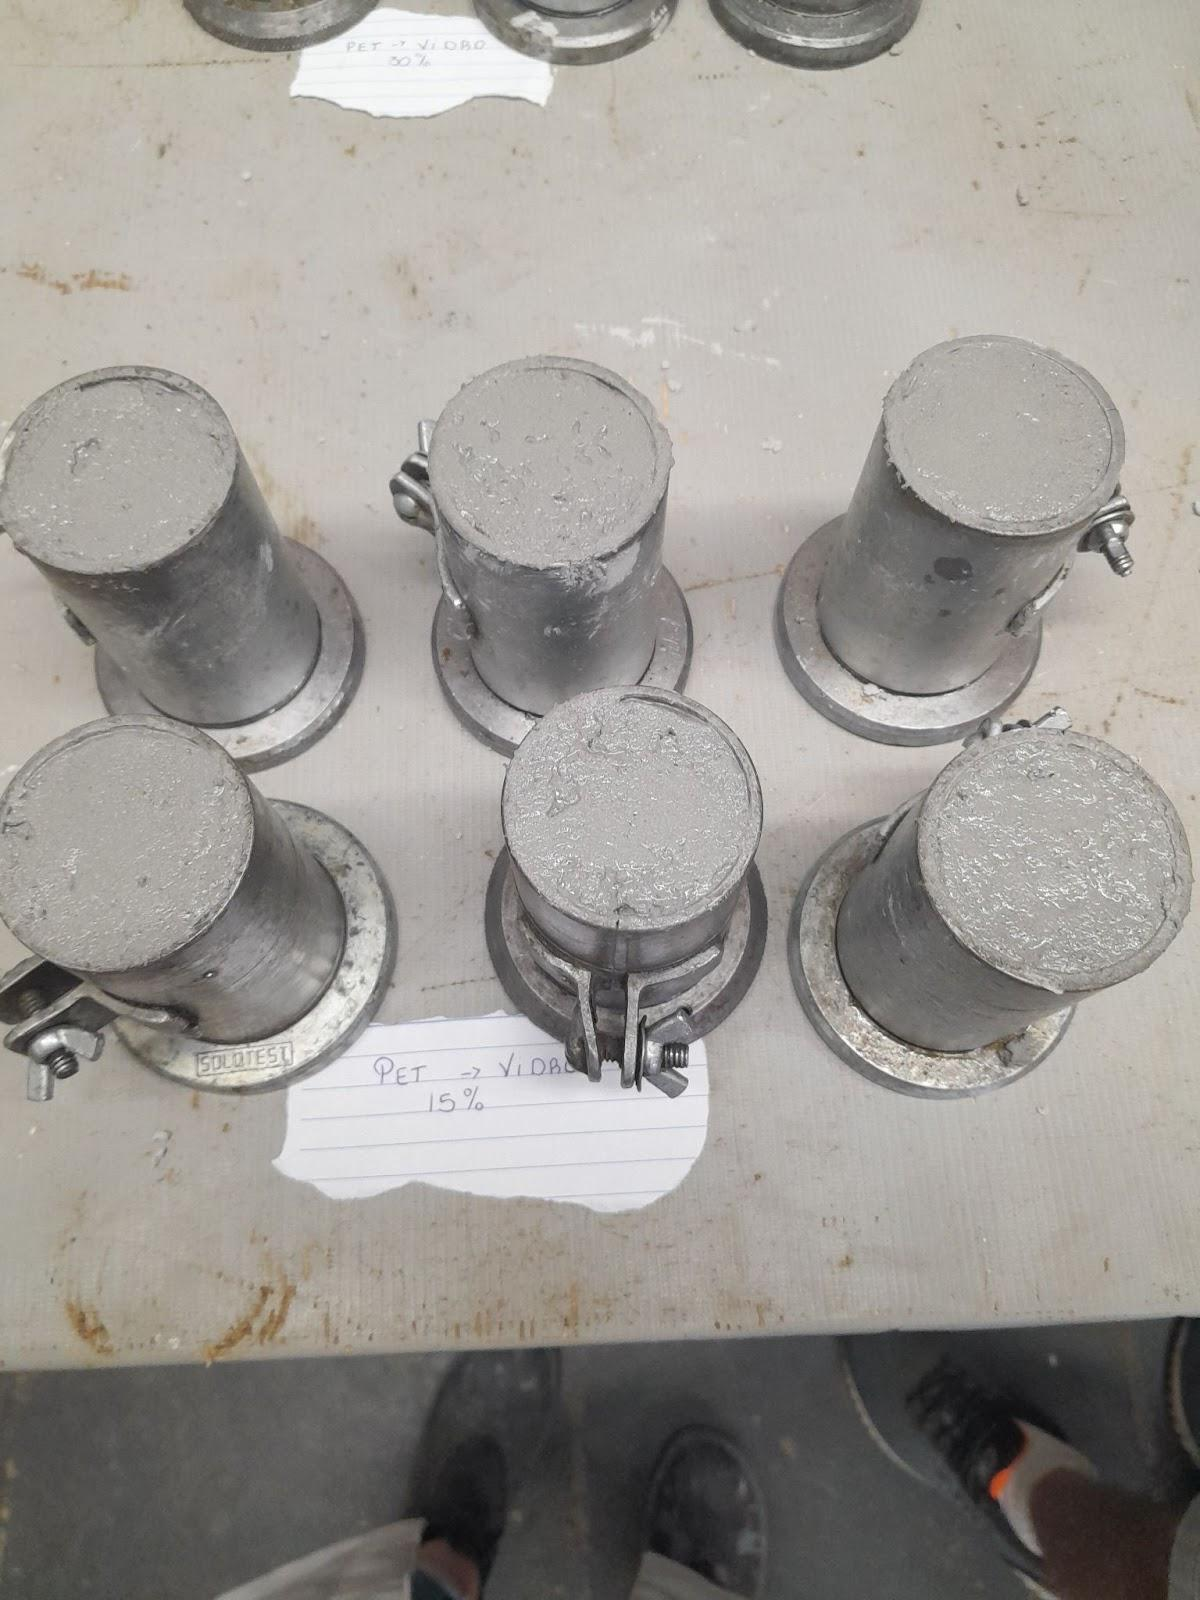 PET → VIDRO
30%
SOLOTEST
PET → VIDRO
15%